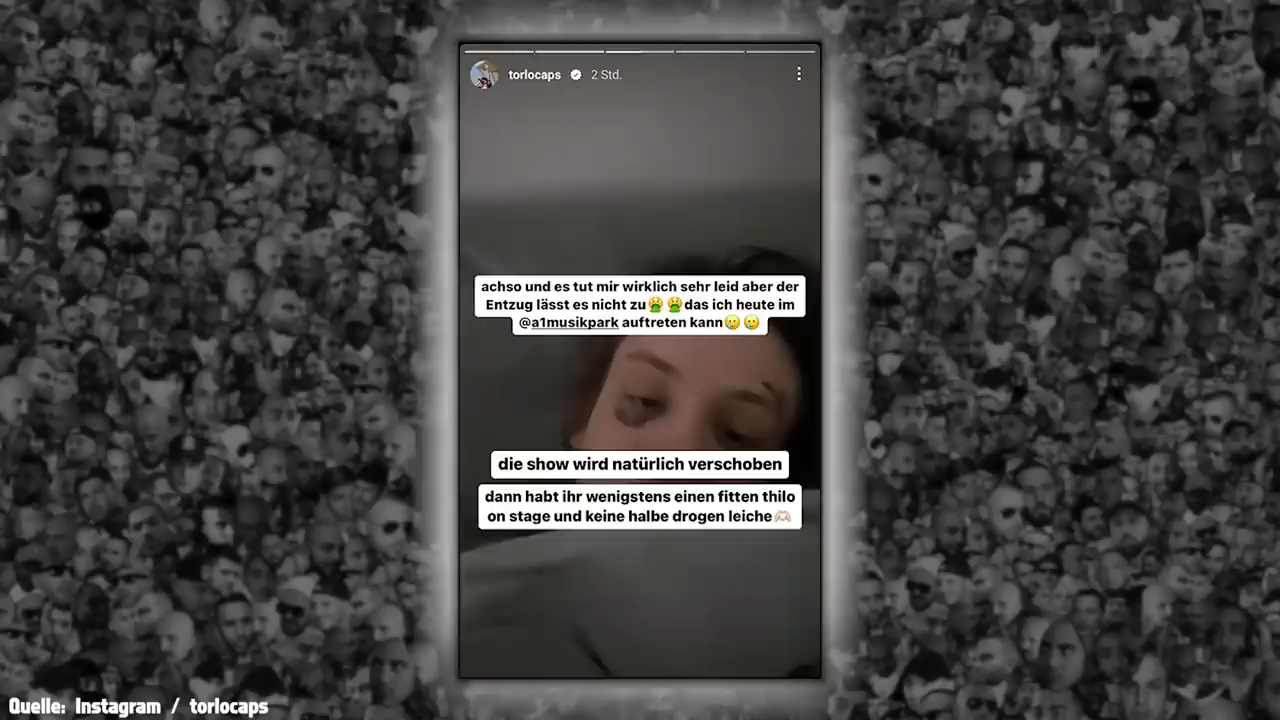 torlocaps 2 Std.
achso und es tut mir wirklich sehr leid aber der
Entzug lässt es nicht zu🤮🤮das ich heute im
@a1musikpark auftreten kann🥲🥲
die show wird natürlich verschoben
dann habt ihr wenigstens einen fitten thilo
on stage und keine halbe drogen leiche🫶🏻
Quelle: Instagram / torlocaps